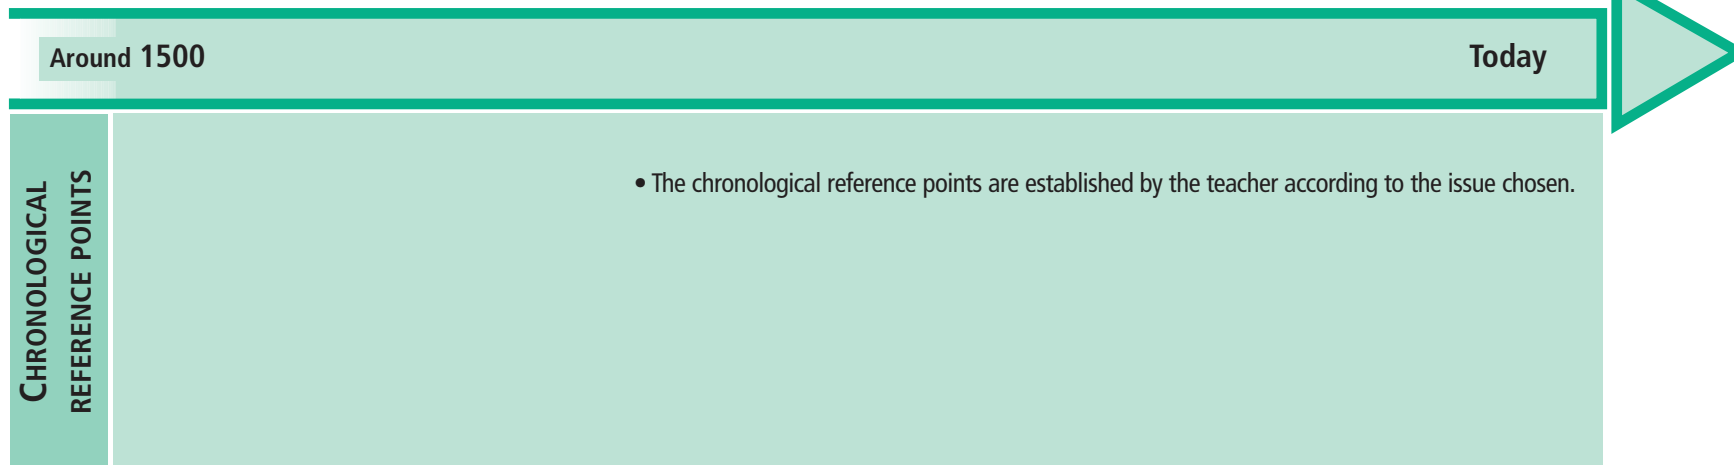 Around 1500
Today
CHRONOLOGICAL
REFERENCE POINTS
• The chronological reference points are established by the teacher according to the issue chosen.